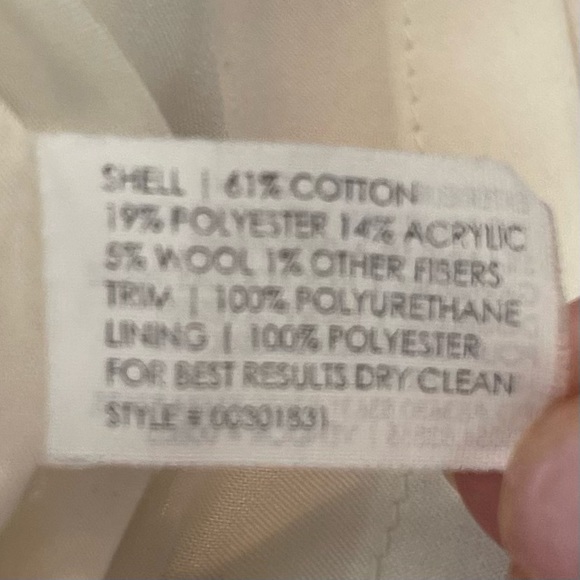 SHELL | 61% COTTON
19% POLYESTER 14% ACRYLIC
5% WOOL 1% OTHER FIBERS
TRIM | 100% POLYURETHANE
LINING | 100% POLYESTER
FOR BEST RESULTS DRY CLEAN
STYLE # 00301831